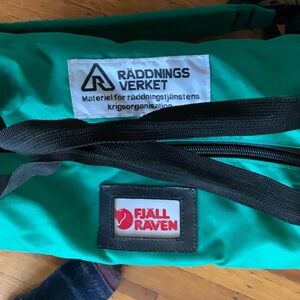 RÄDDNINGS
VERKET
Materiel för räddningstjänstens
krigsorganisation
FJÄLL
RÄVEN